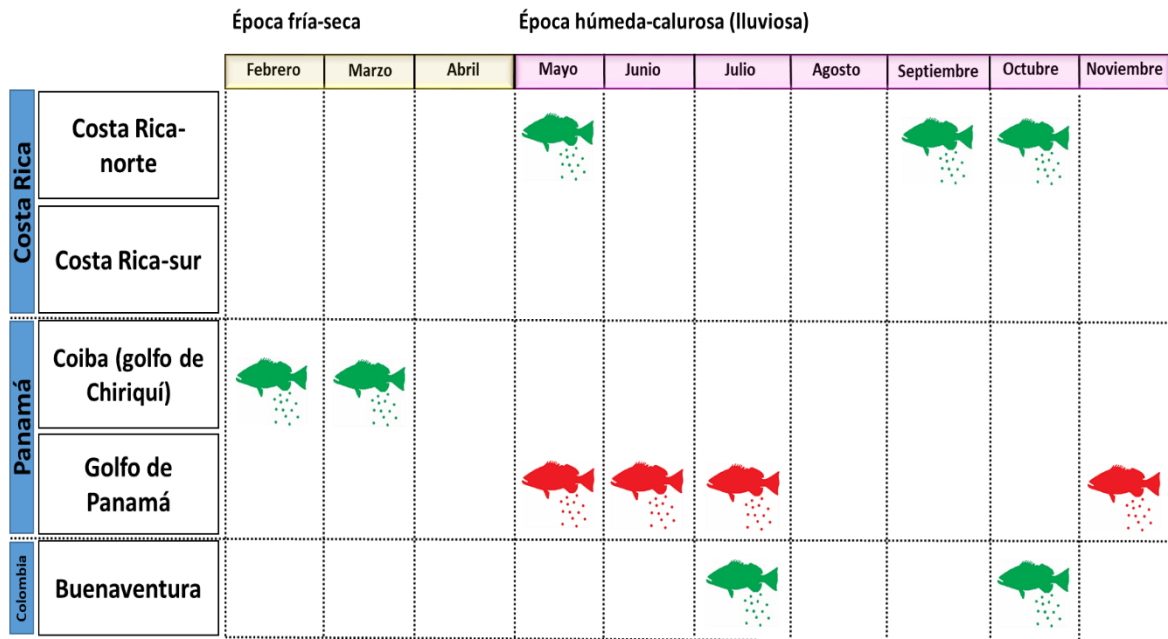 Época fría-seca
Época húmeda-calurosa (lluviosa)
Febrero
Marzo
Abril
Mayo
Junio
Julio
Agosto
Septiembre
Octubre
Noviembre
Costa Rica
Costa Rica-
norte
Costa Rica-sur
Panamá
Coiba (golfo de
Chiriquí)
Golfo de
Panamá
Colombia
Buenaventura